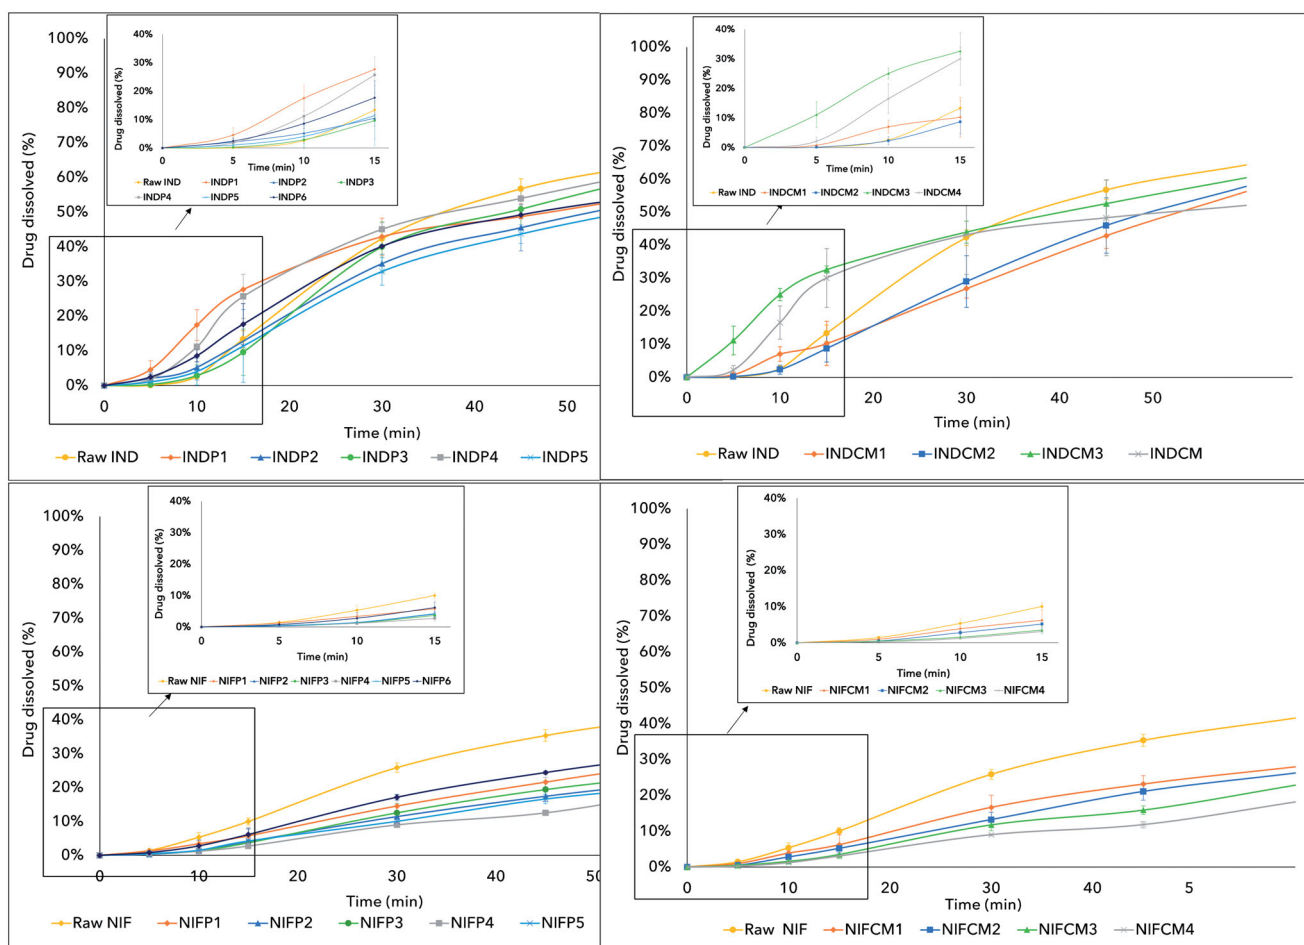 100%
90%
80%
70%
60%
50%
40%
30%
20%
10%
0%
Drug dissolved (%)
0 10 20 30 40 50
Time (min)
Raw IND INDP1 INDP2 INDP3 INDP4 INDP5
40%
30%
20%
10%
0%
Drug dissolved (%)
0 5 10 15
Time (min)
Raw IND INDP1 INDP2 INDP3
INDP4 INDP5 INDP6
100%
90%
80%
70%
60%
50%
40%
30%
20%
10%
0%
Drug dissolved (%)
0 10 20 30 40 50
Time (min)
Raw IND INDCM1 INDCM2 INDCM3 INDCM
40%
30%
20%
10%
0%
Drug dissolved (%)
0 5 10 15
Time (min)
Raw IND INDCM1 INDCM2 INDCM3 INDCM4
100%
90%
80%
70%
60%
50%
40%
30%
20%
10%
0%
Drug dissolved (%)
0 10 20 30 40 50
Time (min)
Raw NIF NIFP1 NIFP2 NIFP3 NIFP4 NIFP5
40%
30%
20%
10%
0%
Drug dissolved (%)
0 5 10 15
Time (min)
Raw NIF NIFP1 NIFP2 NIFP3 NIFP4 NIFP5 NIFP6
100%
90%
80%
70%
60%
50%
40%
30%
20%
10%
0%
Drug dissolved (%)
0 10 20 30 40 5
Time (min)
Raw NIF NIFCM1 NIFCM2 NIFCM3 NIFCM4
40%
30%
20%
10%
0%
Drug dissolved (%)
0 5 10 15
Time (min)
Raw NIF NIFCM1 NIFCM2 NIFCM3 NIFCM4